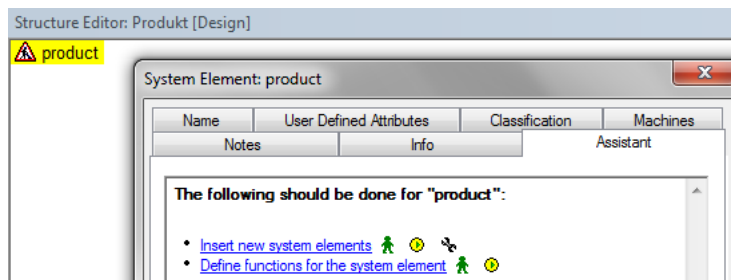 Structure Editor: Produkt [Design]
product
System Element: product
x
Name User Defined Attributes Classification Machines
Notes Info Assistant
The following should be done for "product":
• Insert new system elements
• Define functions for the system element